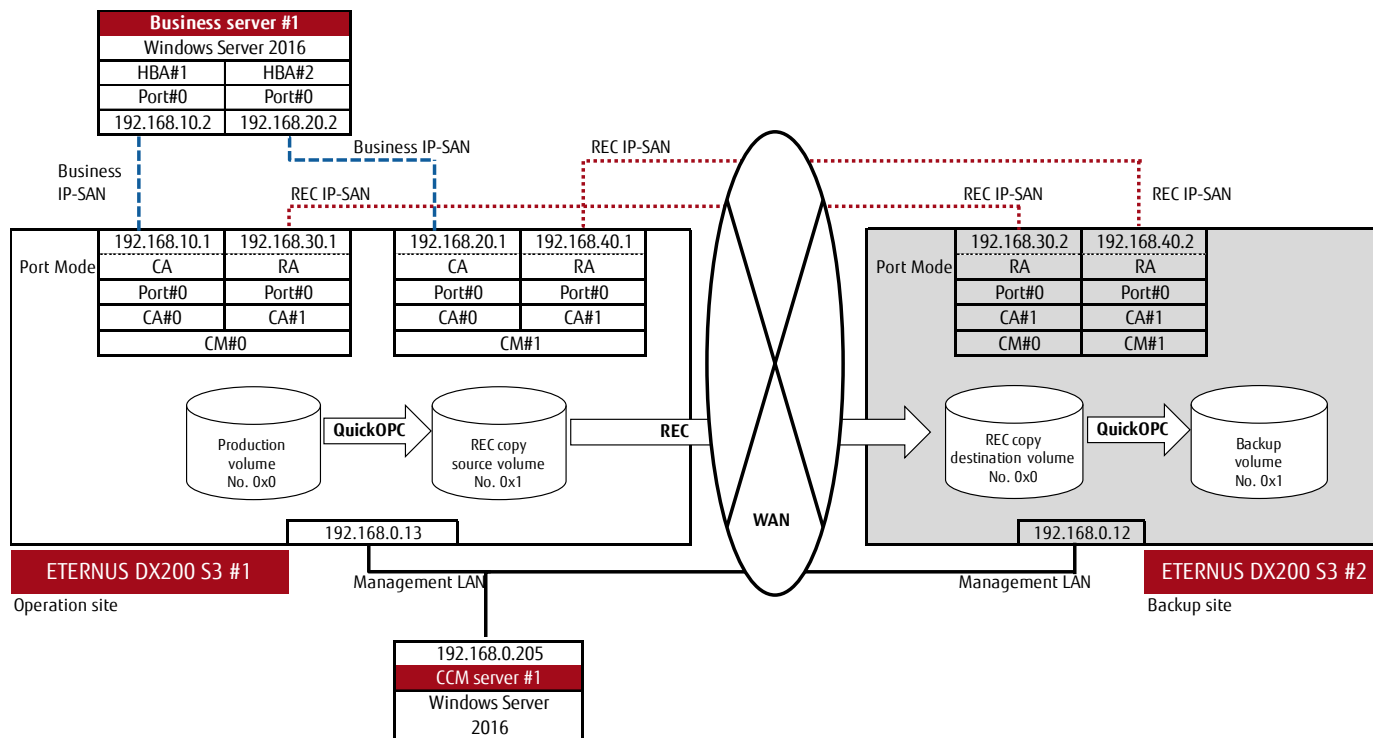 Business server #1
Windows Server 2016
HBA#1 HBA#2
Port#0 Port#0
192.168.10.2 192.168.20.2
Business
IP-SAN
Business IP-SAN
REC IP-SAN
REC IP-SAN
REC IP-SAN
REC IP-SAN
Port Mode
192.168.10.1 192.168.30.1
CA RA
Port#0 Port#0
CA#0 CA#1
CM#0
192.168.20.1 192.168.40.1
CA RA
Port#0 Port#0
CA#0 CA#1
CM#1
Port Mode
192.168.30.2 192.168.40.2
RA RA
Port#0 Port#0
CA#1 CA#1
CM#0 CM#1
Production
volume
No. 0x0
QuickOPC
REC copy
source volume
No. 0x1
REC
WAN
REC copy
destination volume
No. 0x0
QuickOPC
Backup
volume
No. 0x1
192.168.0.13
192.168.0.12
ETERNUS DX200 S3 #1
Operation site
Management LAN
Management LAN
ETERNUS DX200 S3 #2
Backup site
192.168.0.205
CCM server #1
Windows Server
2016